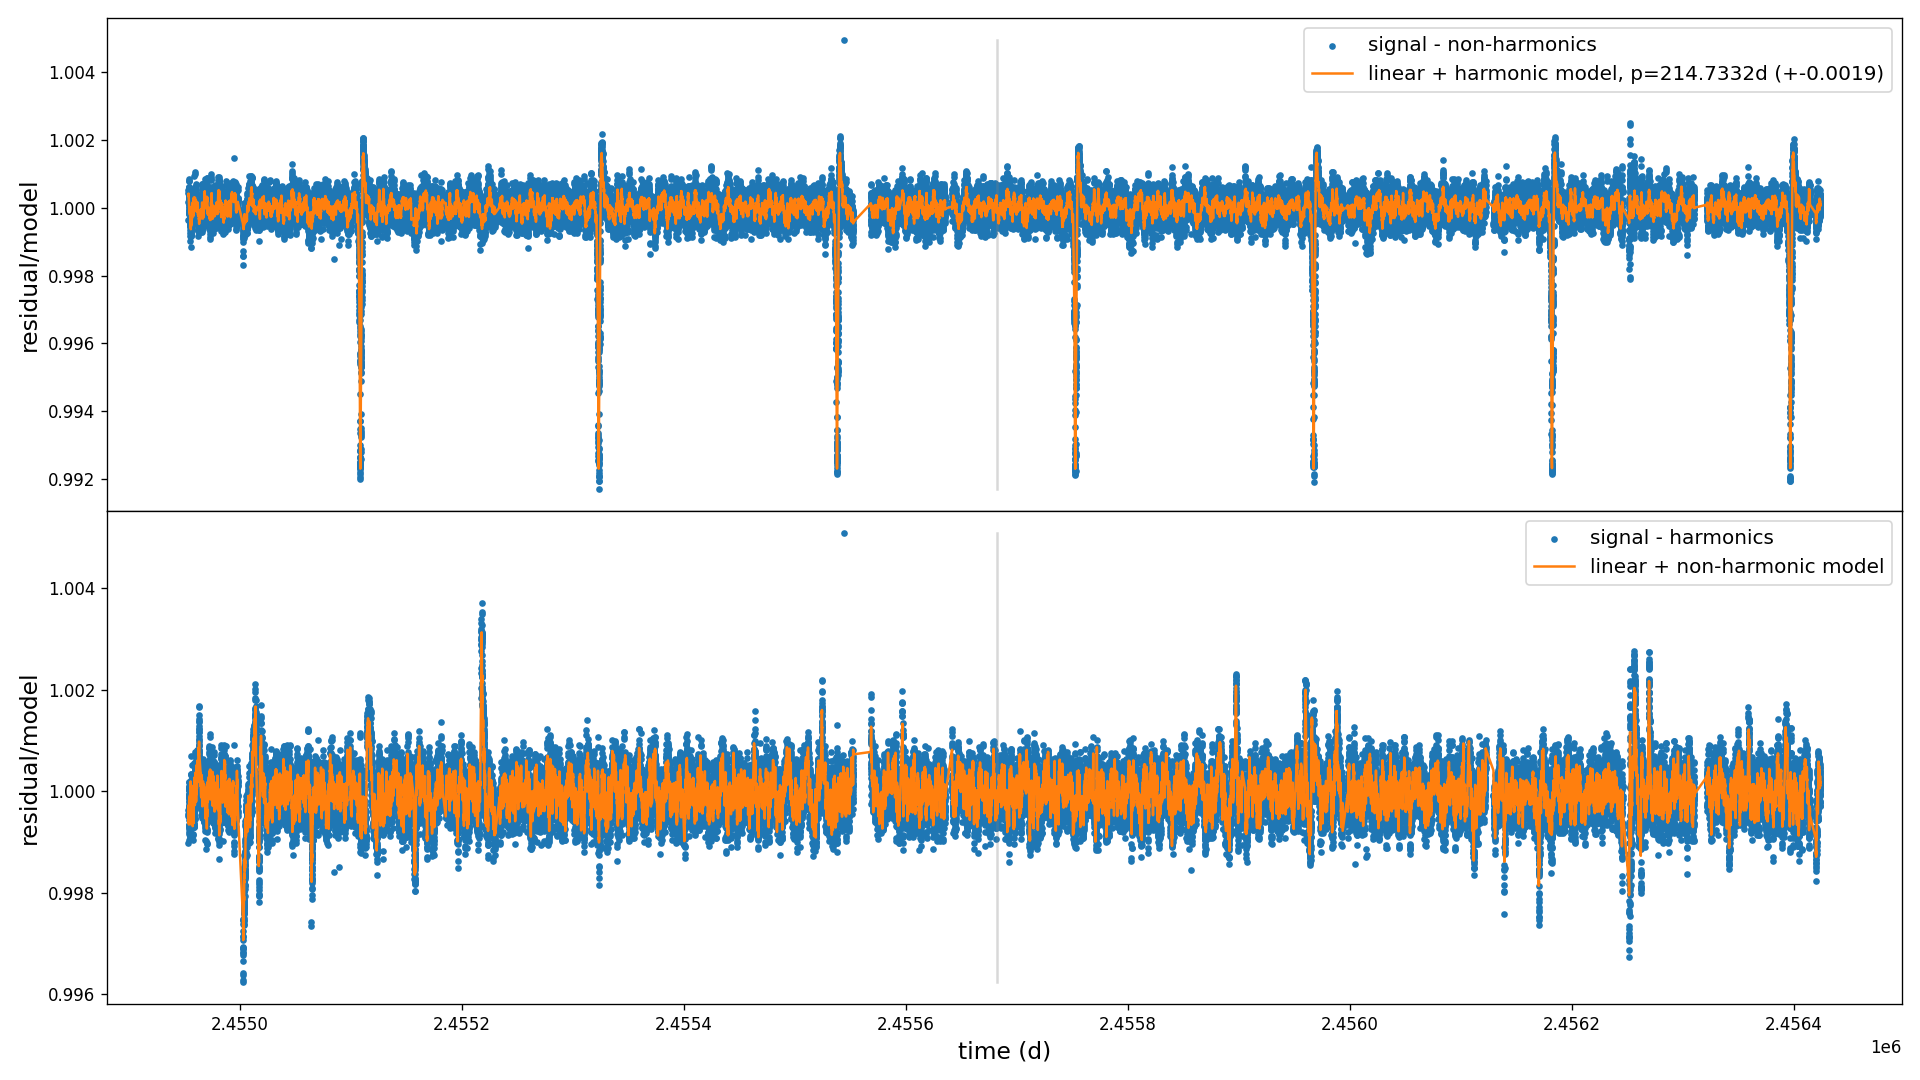 residual/model
1.004
1.002
1.000
0.998
0.996
0.994
0.992
signal - non-harmonics
linear + harmonic model, p=214.7332d (+-0.0019)
residual/model
1.004
1.002
1.000
0.998
0.996
signal - harmonics
linear + non-harmonic model
2.4550 2.4552 2.4554 2.4556 2.4558 2.4560 2.4562 2.4564
time (d)
1e6